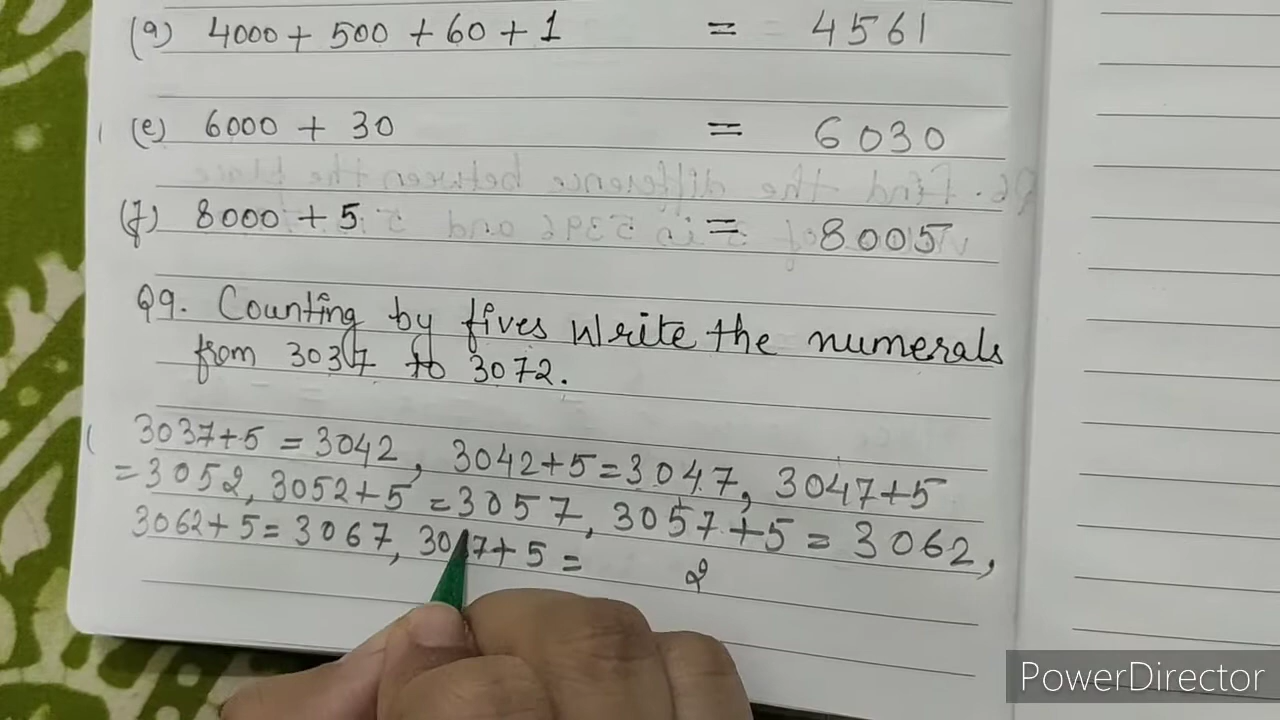 (a) 4000 + 500 + 60 + 1 = 4561
(e) 6000 + 30 = 6030
(f) 8000 + 5 = 8005
Q9. Counting by fives Write the numerals
from 3037 to 3072.
3037+5 = 3042, 3042+5=3047, 3047+5
=3052, 3052+5 =3057, 3057+5 = 3062,
3062+5=3067, +5 = 2
PowerDirector